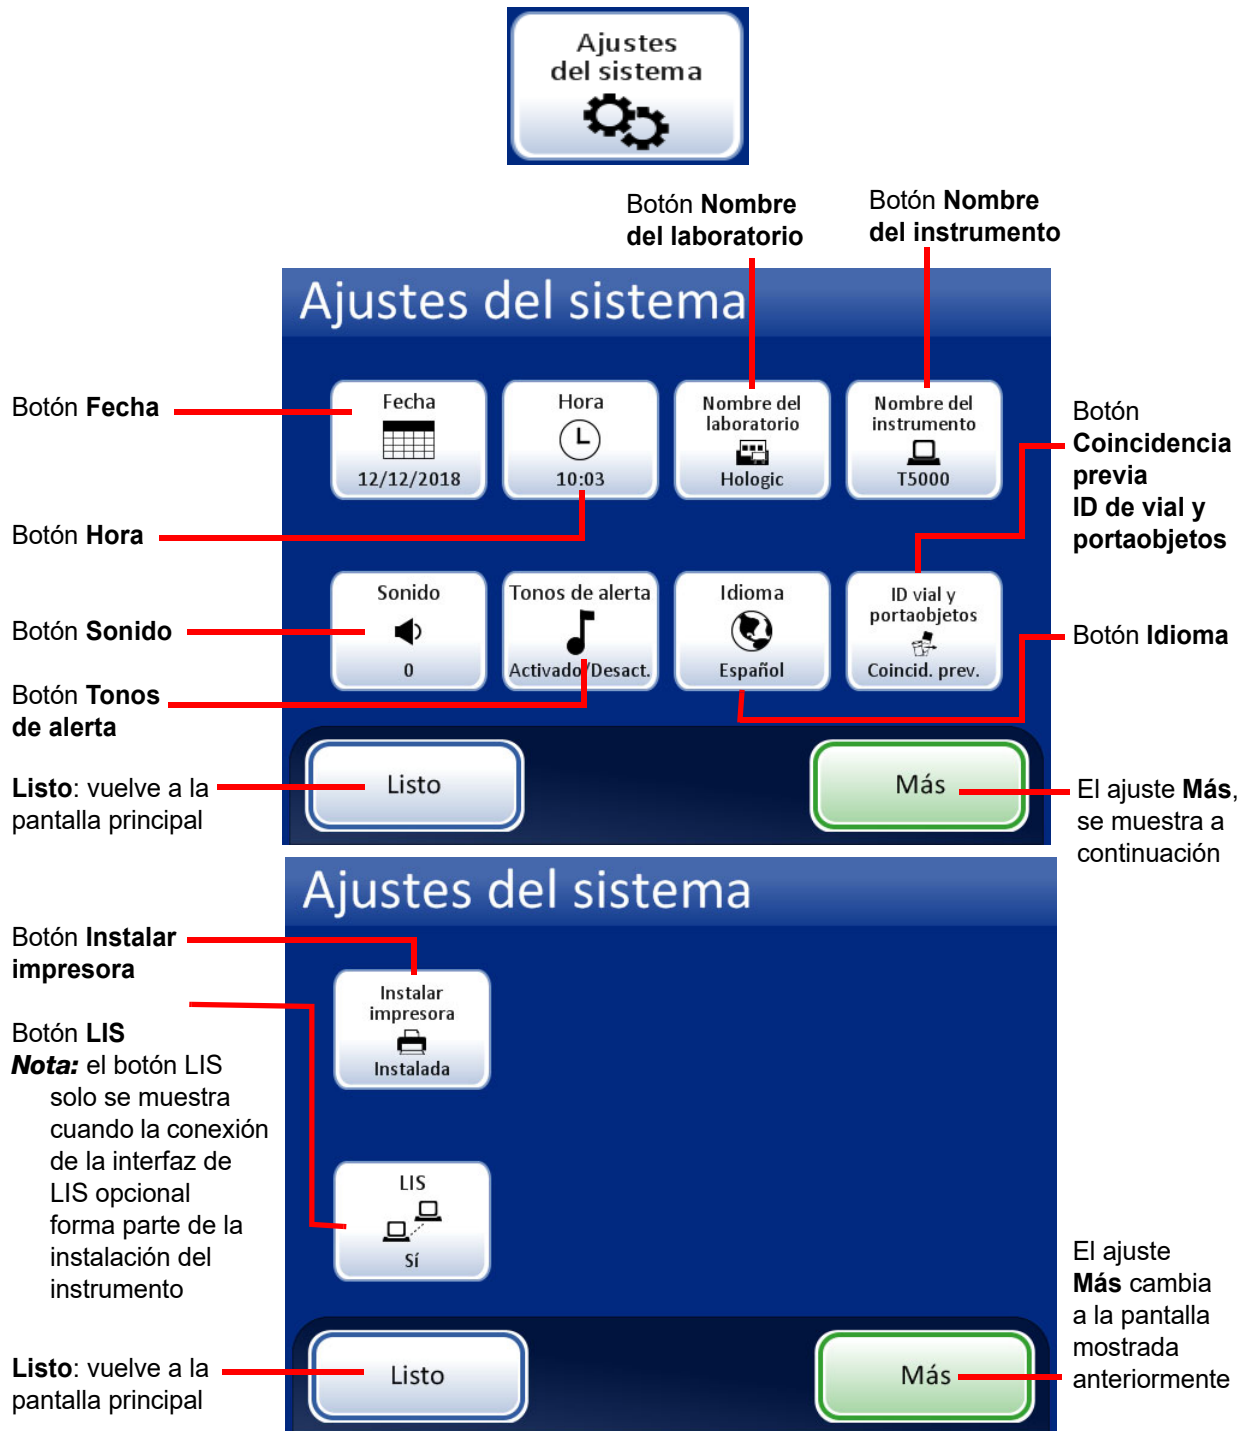 Ajustes
del sistema
Botón Nombre
del laboratorio
Botón Nombre
del instrumento
Ajustes del sistema
Botón Fecha
Fecha
12/12/2018
Hora
10:03
Nombre del
laboratorio
Hologic
Nombre del
instrumento
T5000
Botón
Coincidencia
previa
ID de vial y
portaobjetos
Botón Hora
Botón Sonido
Sonido
0
Tonos de alerta
Activado/Desact.
Idioma
Español
ID vial y
portaobjetos
Coincid. prev.
Botón Idioma
Botón Tonos
de alerta
Listo: vuelve a la
pantalla principal
Listo
Más
El ajuste Más,
se muestra a
continuación
Ajustes del sistema
Botón Instalar
impresora
Instalar
impresora
Instalada
Botón LIS
Nota: el botón LIS
solo se muestra
cuando la conexión
de la interfaz de
LIS opcional
forma parte de la
instalación del
instrumento
LIS
Sí
El ajuste
Más cambia
a la pantalla
mostrada
anteriormente
Listo: vuelve a la
pantalla principal
Listo
Más